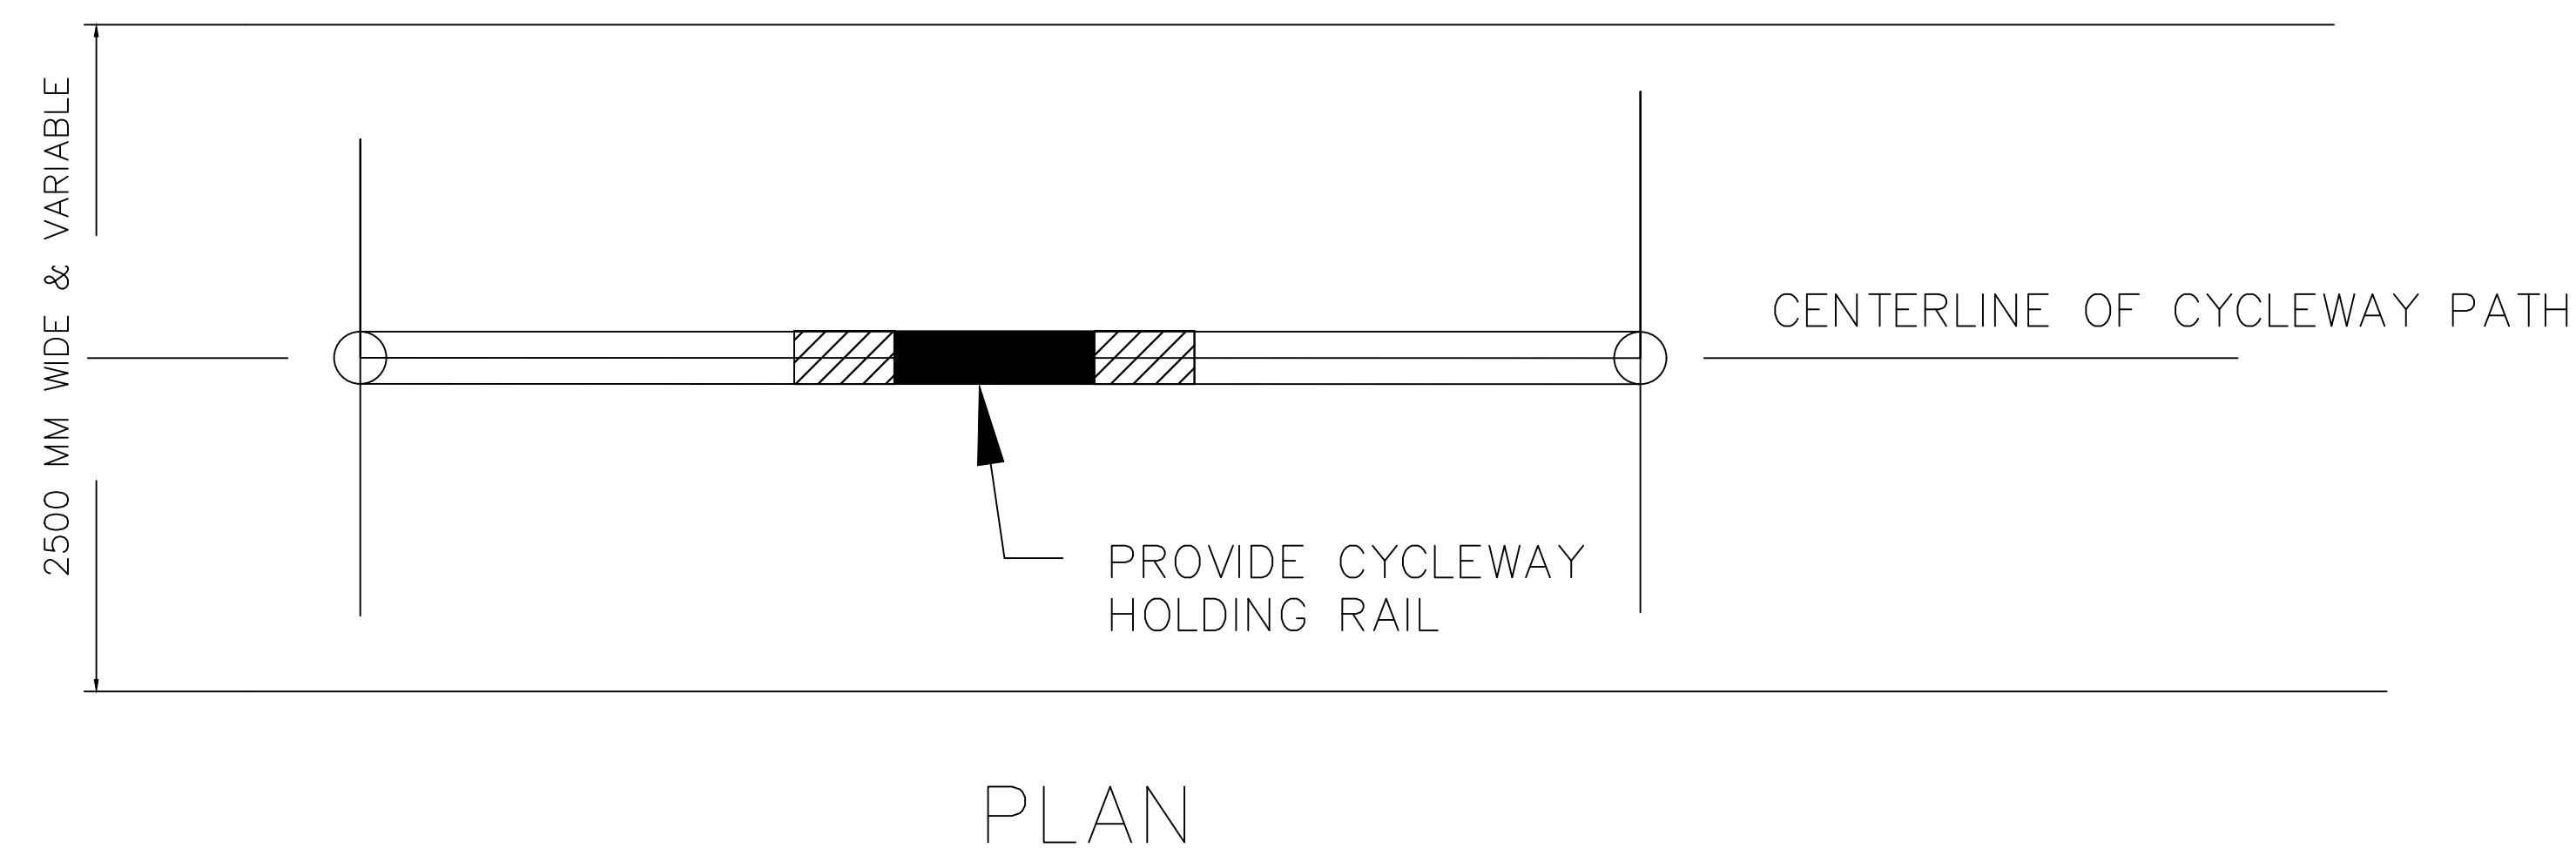 2500 MM WIDE & VARIABLE
CENTERLINE OF CYCLEWAY PATH
PROVIDE CYCLEWAY
HOLDING RAIL
PLAN